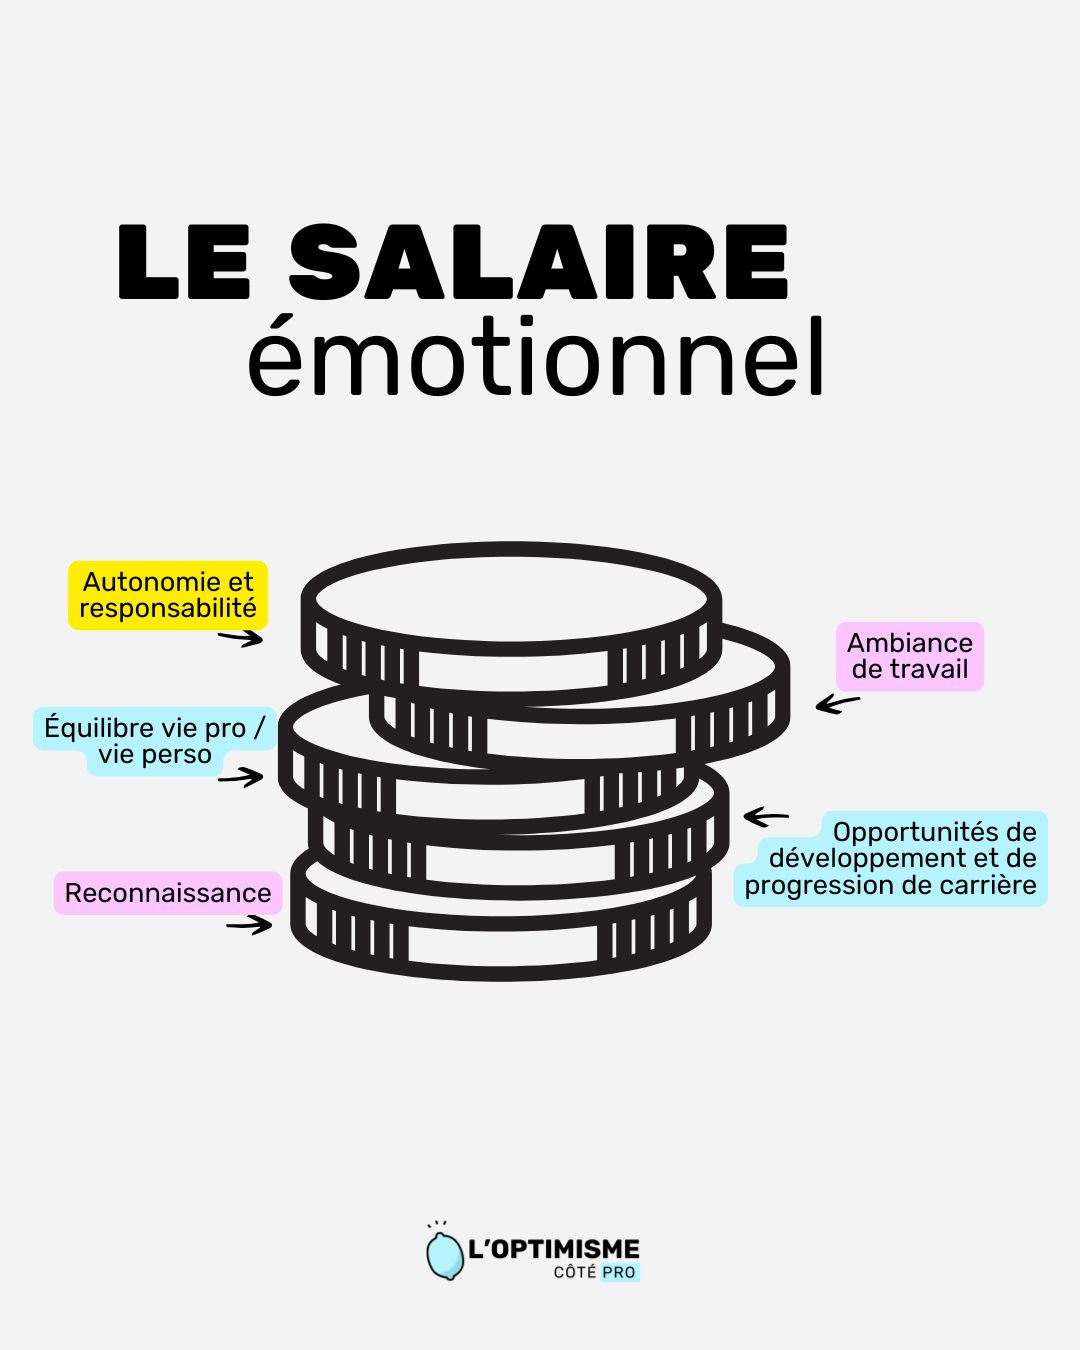 LE SALAIRE
émotionnel
Autonomie et
responsabilité
Ambiance
de travail
Équilibre vie pro /
vie perso
Opportunités de
développement et de
progression de carrière
Reconnaissance
L'OPTIMISME
CÔTÉ PRO